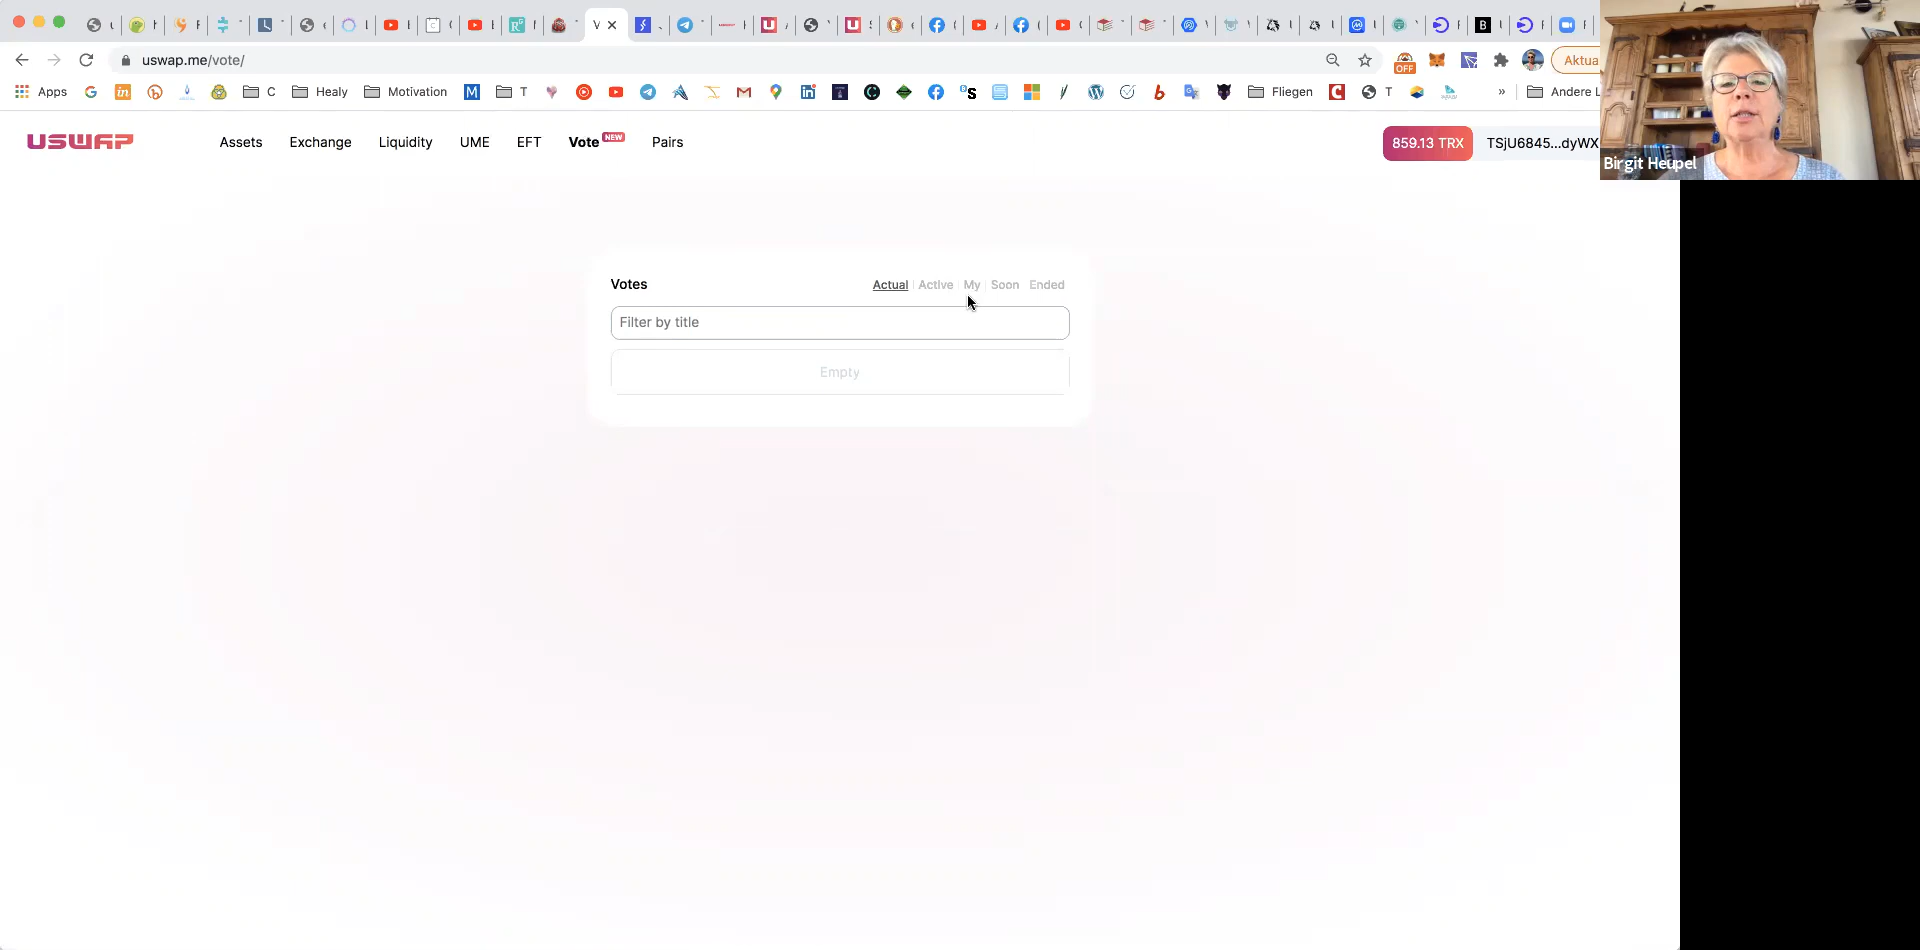 uswap.me/vote/
OFF
Aktua
Apps
C
Healy
Motivation
T
Fliegen
T
»
Andere L
USWAP
Assets
Exchange
Liquidity
UME
EFT
Vote NEW
Pairs
859.13 TRX
TSjU6845...dyWX
Birgit Heupel
Votes
Actual
Active
My
Soon
Ended
Filter by title
Empty